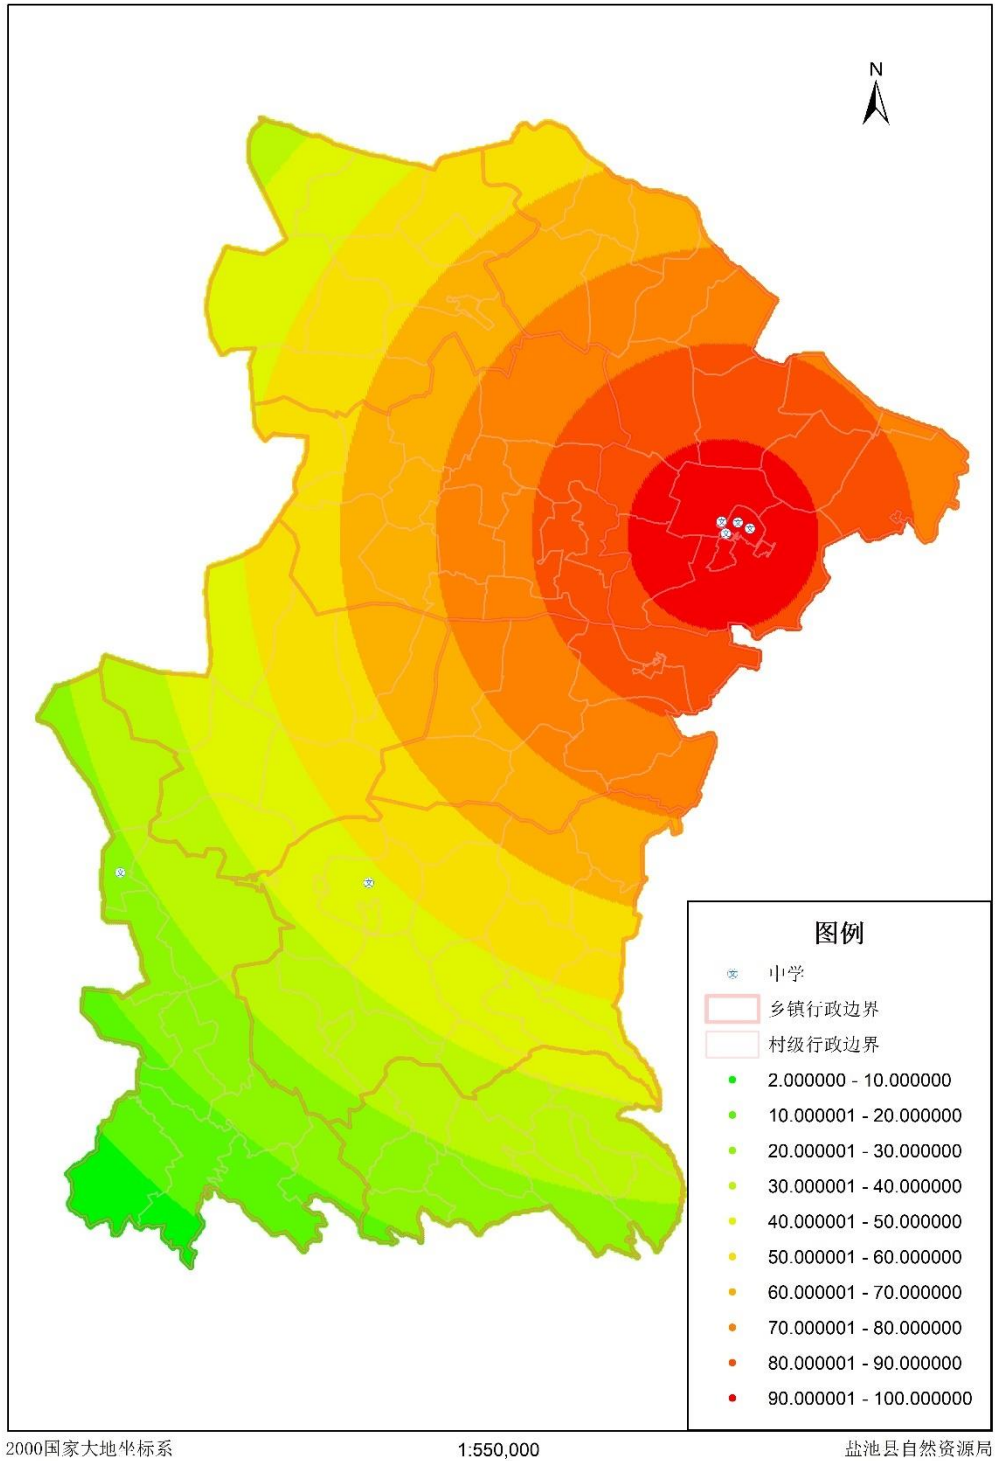 N
图例
中学
乡镇行政边界
村级行政边界
2.000000 - 10.000000
10.000001 - 20.000000
20.000001 - 30.000000
30.000001 - 40.000000
40.000001 - 50.000000
50.000001 - 60.000000
60.000001 - 70.000000
70.000001 - 80.000000
80.000001 - 90.000000
90.000001 - 100.000000
2000国家大地坐标系
1:550,000
盐池县自然资源局